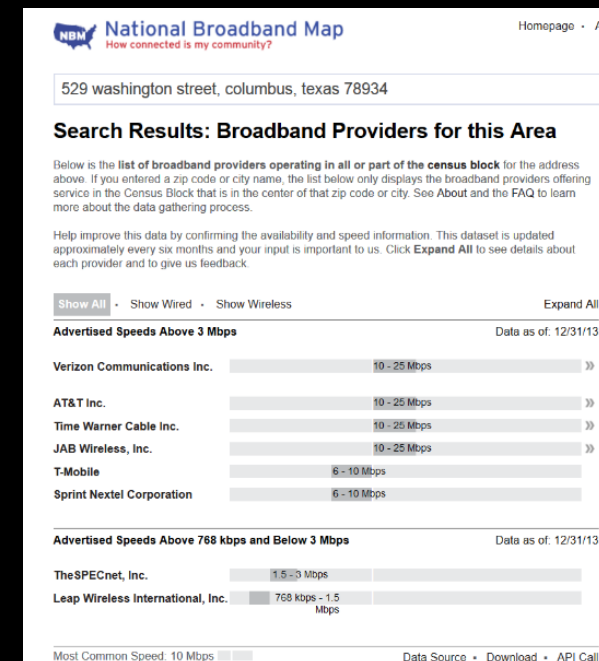 NBM National Broadband Map
How connected is my community?
Homepage •
529 washington street, columbus, texas 78934
Search Results: Broadband Providers for this Area
Below is the list of broadband providers operating in all or part of the census block for the address
above. If you entered a zip code or city name, the list below only displays the broadband providers offering
service in the Census Block that is in the center of that zip code or city. See About and the FAQ to learn
more about the data gathering process.
Help improve this data by confirming the availability and speed information. This dataset is updated
approximately every six months and your input is important to us. Click Expand All to see details about
each provider and to give us feedback.
Show All • Show Wired • Show Wireless Expand All
Advertised Speeds Above 3 Mbps Data as of: 12/31/13
Verizon Communications Inc. 10 - 25 Mbps »
AT&T Inc. 10 - 25 Mbps »
Time Warner Cable Inc. 10 - 25 Mbps »
JAB Wireless, Inc. 10 - 25 Mbps »
T-Mobile 6 - 10 Mbps
Sprint Nextel Corporation 6 - 10 Mbps
Advertised Speeds Above 768 kbps and Below 3 Mbps Data as of: 12/31/13
TheSPECnet, Inc. 1.5 - 3 Mbps
Leap Wireless International, Inc. 768 kbps - 1.5
Mbps
Most Common Speed: 10 Mbps Data Source • Download • API Call